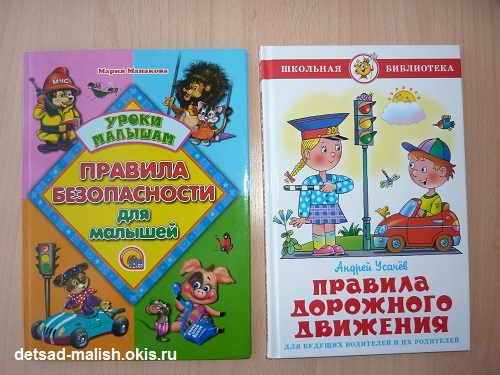 Мария Манакова
МЧС
УРОКИ
МАЛЫШАМ
ПРАВИЛА
БЕЗОПАСНОСТИ
для
малышей
ШКОЛЬНАЯ БИБЛИОТЕКА
Андрей Усачёв
ПРАВИЛА
ДОРОЖНОГО
ДВИЖЕНИЯ
ДЛЯ БУДУЩИХ ВОДИТЕЛЕЙ И ИХ РОДИТЕЛЕЙ
detsad-malish.okis.ru